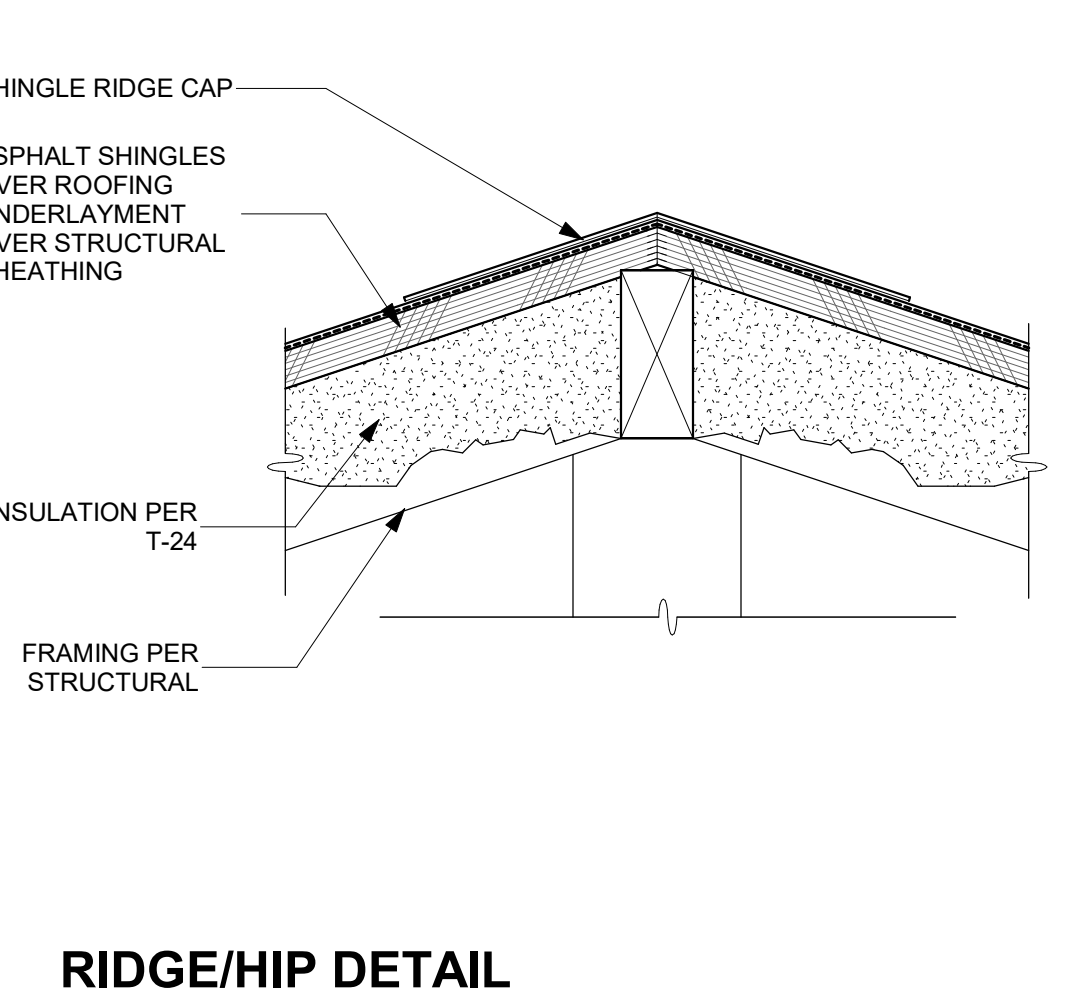 HINGLE RIDGE CAP
SPHALT SHINGLES
VER ROOFING
NDERLAYMENT
VER STRUCTURAL
HEATHING
NSULATION PER
T-24
FRAMING PER
STRUCTURAL
RIDGE/HIP DETAIL